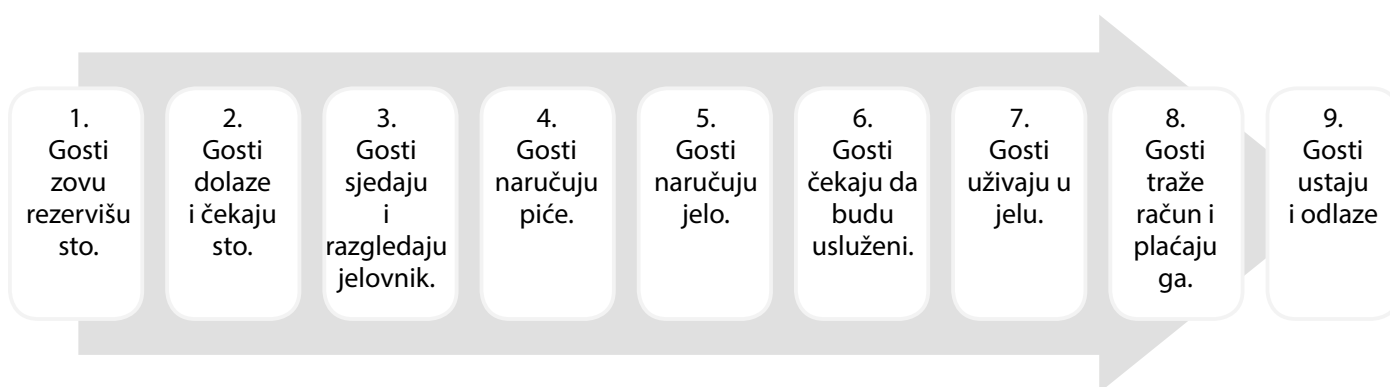 1.
Gosti
zovu
rezervišu
sto.
2.
Gosti
dolaze
i čekaju
sto.
3.
Gosti
sjedaju
i
razgledaju
jelovnik.
4.
Gosti
naručuju
piće.
5.
Gosti
naručuju
jelo.
6.
Gosti
čekaju da
budu
usluženi.
7.
Gosti
uživaju u
jelu.
8.
Gosti
traže
račun i
plaćaju
ga.
9.
Gosti
ustaju
i odlaze